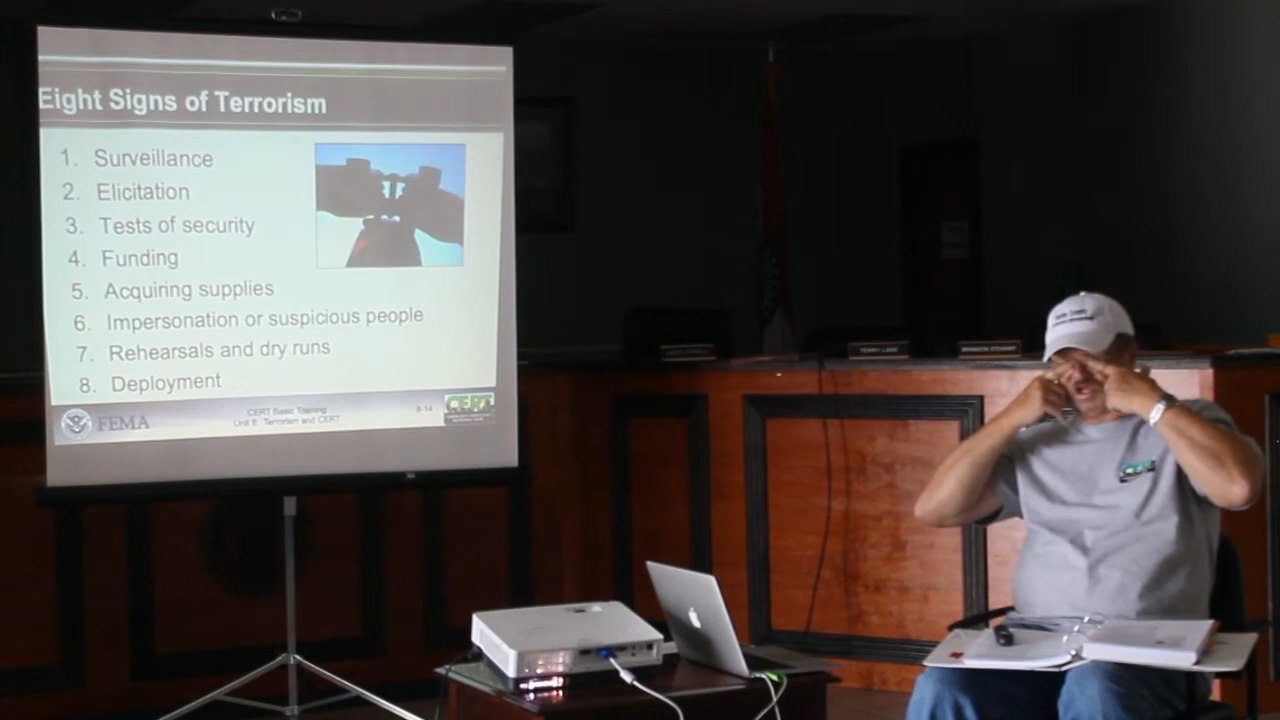 Eight Signs of Terrorism
1. Surveillance
2. Elicitation
3. Tests of security
4. Funding
5. Acquiring supplies
6. Impersonation or suspicious people
7. Rehearsals and dry runs
8. Deployment
FEMA
CERT Basic Training
Unit 8: Terrorism and CERT
8-14
CERT
TERRY LANE